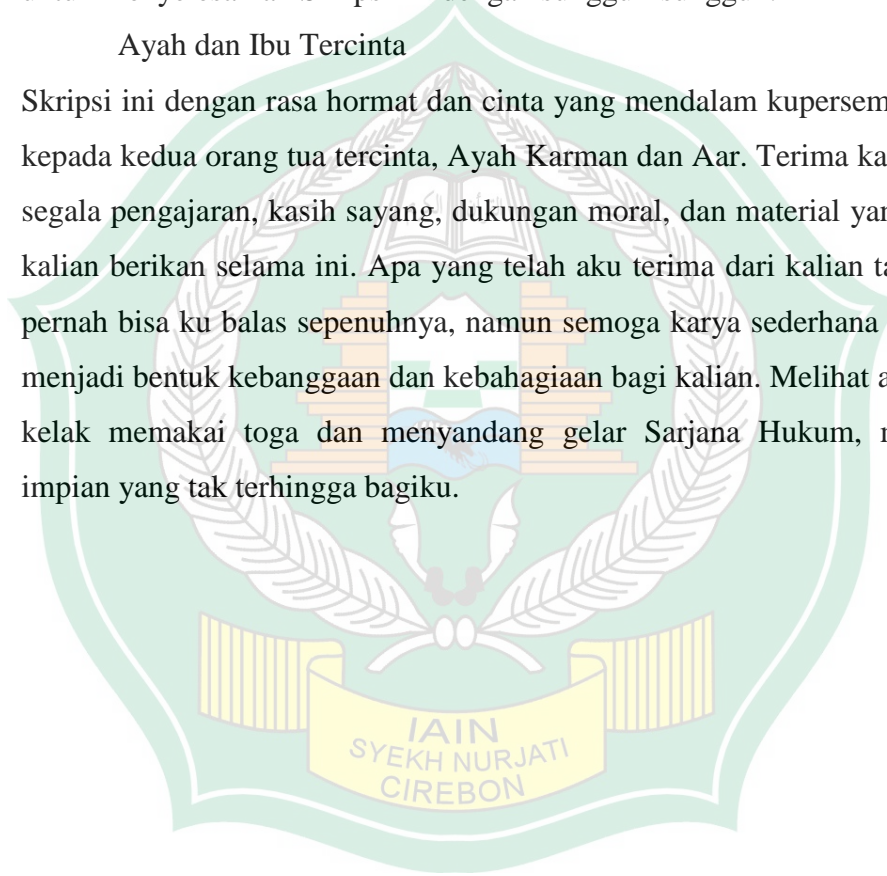 Ayah dan Ibu Tercinta
Skripsi ini dengan rasa hormat dan cinta yang mendalam kupersem
kepada kedua orang tua tercinta, Ayah Karman dan Aar. Terima ka
segala pengajaran, kasih sayang, dukungan moral, dan material yan
kalian berikan selama ini. Apa yang telah aku terima dari kalian ta
pernah bisa ku balas sepenuhnya, namun semoga karya sederhana
menjadi bentuk kebanggaan dan kebahagiaan bagi kalian. Melihat a
kelak memakai toga dan menyandang gelar Sarjana Hukum,
impian yang tak terhingga bagiku.
IAIN
SYEKH NURJATI
CIREBON